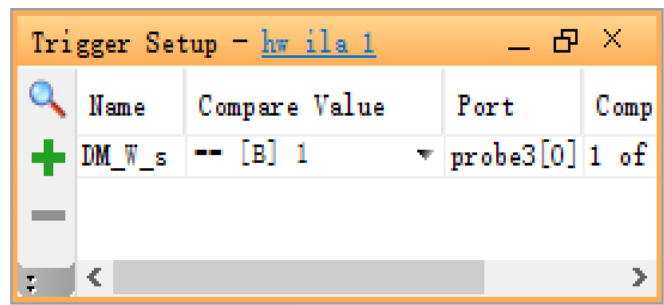 Trigger Setup - hw_ila_1
Name Compare Value Port Comp
DM_W_s == [B] 1 probe3[0] 1 of